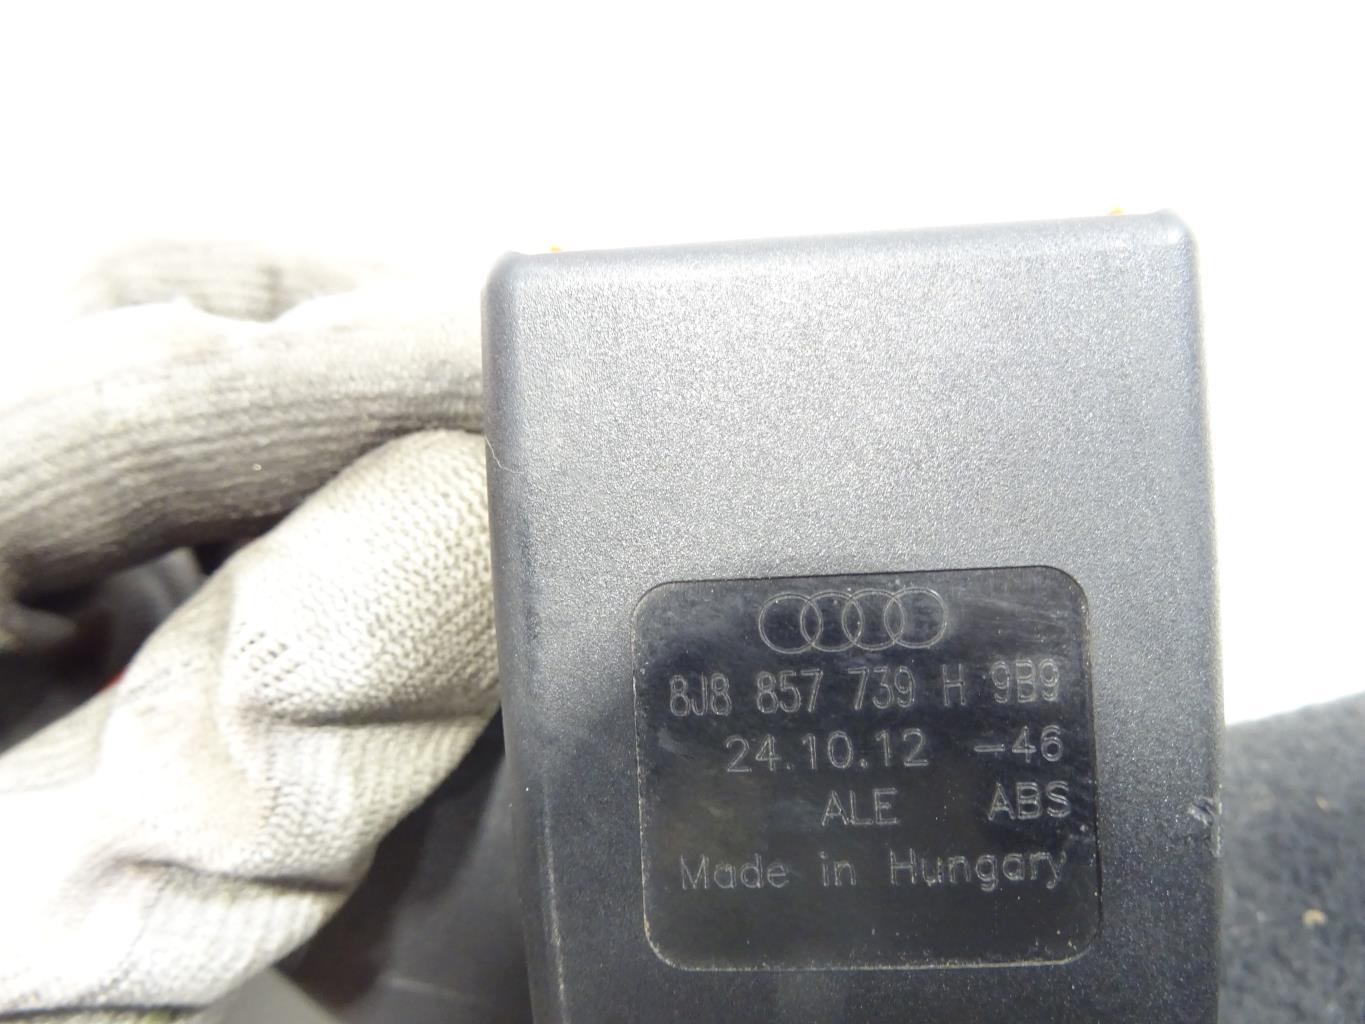 8J8 857 739 H 9B9
24.10.12 -46
ALE ABS
Made in Hungary